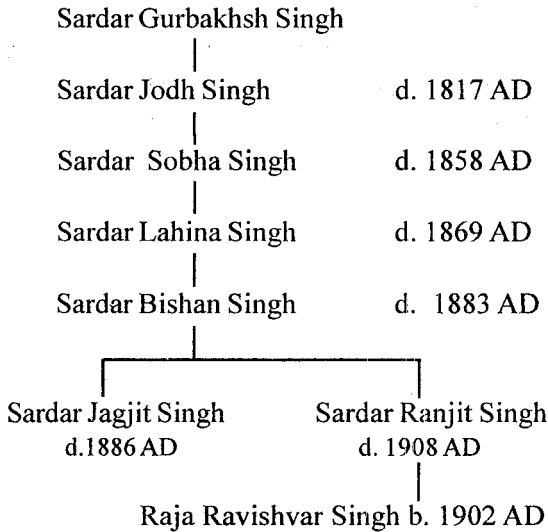 Sardar Gurbakhsh Singh
Sardar Jodh Singh d. 1817 AD
Sardar Sobha Singh d. 1858 AD
Sardar Lahina Singh d. 1869 AD
Sardar Bishan Singh d. 1883 AD
Sardar Jagjit Singh Sardar Ranjit Singh
d.1886 AD d. 1908 AD
Raja Ravishvar Singh b. 1902 AD